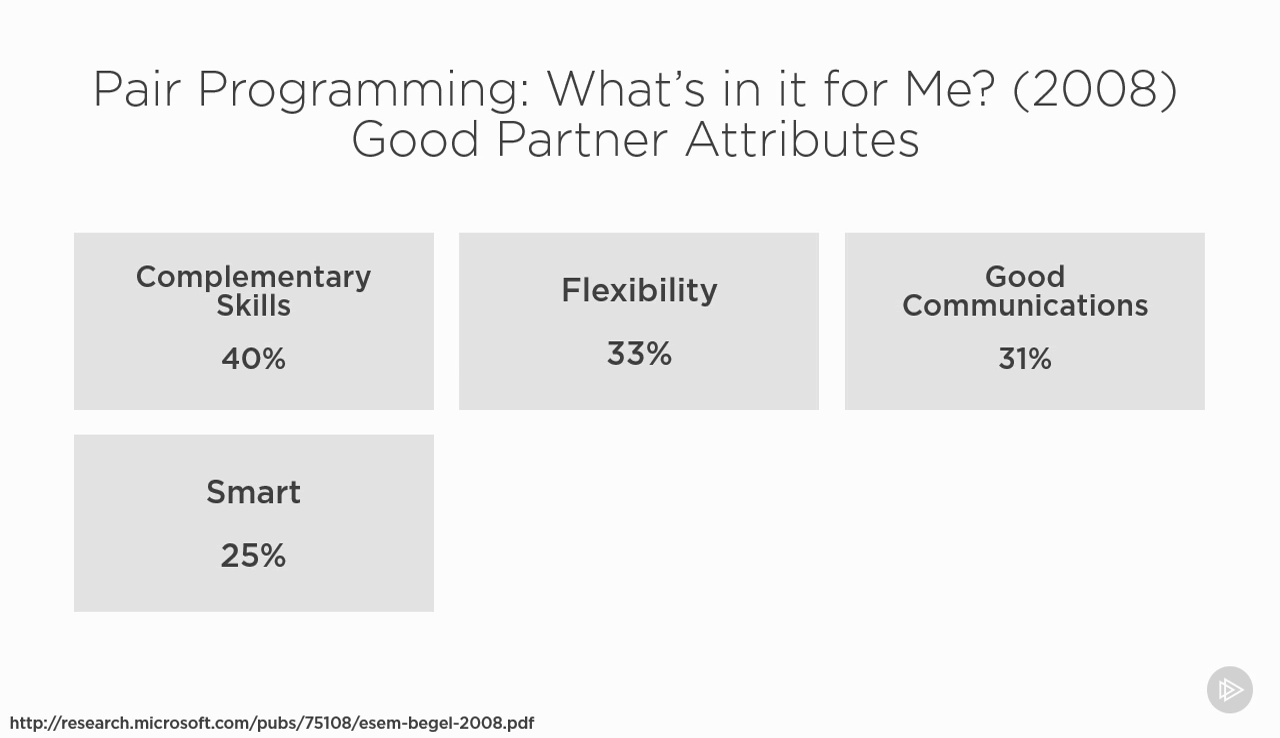 Pair Programming: What's in it for Me? (2008)
Good Partner Attributes
Complementary
Skills
40%
Flexibility
33%
Good
Communications
31%
Smart
25%
http://research.microsoft.com/pubs/75108/esem-begel-2008.pdf